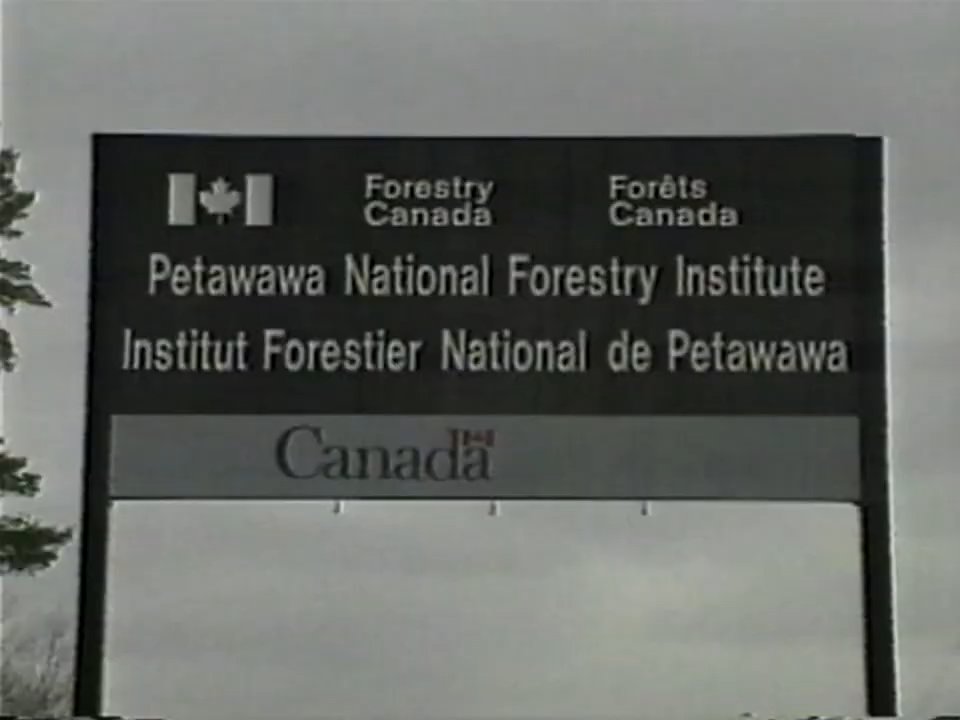 Forestry Canada
Forêts Canada
Petawawa National Forestry Institute
Institut Forestier National de Petawawa
Canada